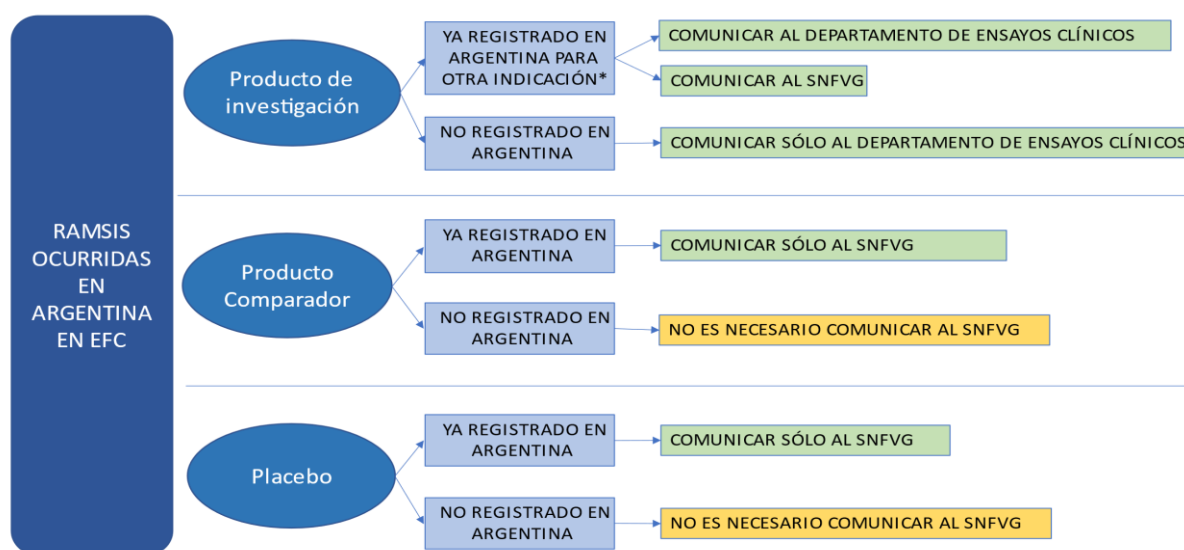 RAMSIS
OCURRIDAS
EN
ARGENTINA
EN EFC
Producto de
investigación
YA REGISTRADO EN
ARGENTINA PARA
OTRA INDICACIÓN*
COMUNICAR AL DEPARTAMENTO DE ENSAYOS CLÍNICOS
COMUNICAR AL SNFVG
NO REGISTRADO EN
ARGENTINA
COMUNICAR SÓLO AL DEPARTAMENTO DE ENSAYOS CLÍNICOS
Producto
Comparador
YA REGISTRADO EN
ARGENTINA
COMUNICAR SÓLO AL SNFVG
NO REGISTRADO EN
ARGENTINA
NO ES NECESARIO COMUNICAR AL SNFVG
Placebo
YA REGISTRADO EN
ARGENTINA
COMUNICAR SÓLO AL SNFVG
NO REGISTRADO EN
ARGENTINA
NO ES NECESARIO COMUNICAR AL SNFVG